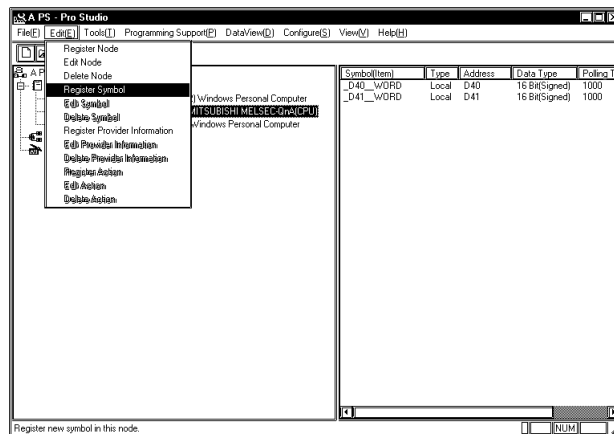 A PS - Pro Studio
File(F) Edit(E) Tools(T) Programming Support(P) DataView(D) Configure(S) View(V) Help(H)
Register Node
Edit Node
Delete Node
Register Symbol
Edit Symbol
Delete Symbol
Register Provider Information
Edit Provider Information
Delete Provider Information
Register Action
Edit Action
Delete Action
A P
) Windows Personal Computer
MITSUBISHI MELSEC-QnA(CPU)
Windows Personal Computer
Symbol(Item) Type Address Data Type Polling T
_D40__WORD Local D40 16 Bit(Signed) 1000
_D41__WORD Local D41 16 Bit(Signed) 1000
Register new symbol in this node.
NUM